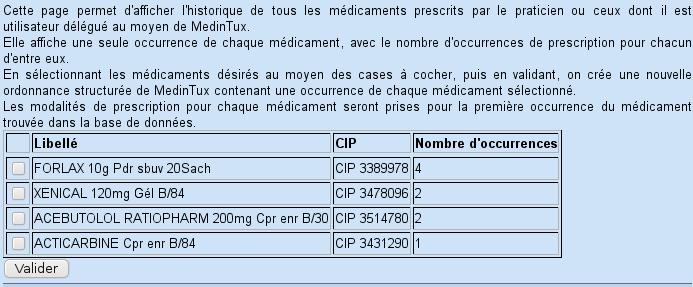 Cette page permet d'afficher l'historique de tous les médicaments prescrits par le praticien ou ceux dont il est
utilisateur délégué au moyen de MedinTux.
Elle affiche une seule occurrence de chaque médicament, avec le nombre d'occurrences de prescription pour chacun
d'entre eux.
En sélectionnant les médicaments désirés au moyen des cases à cocher, puis en validant, on crée une nouvelle
ordonnance structurée de MedinTux contenant une occurrence de chaque médicament sélectionné.
Les modalités de prescription pour chaque médicament seront prises pour la première occurrence du médicament
trouvée dans la base de données.
Libellé CIP Nombre d'occurrences
FORLAX 10g Pdr sbuv 20Sach CIP 3389978 4
XENICAL 120mg Gél B/84 CIP 3478096 2
ACEBUTOLOL RATIOPHARM 200mg Cpr enr B/30 CIP 3514780 2
ACTICARBINE Cpr enr B/84 CIP 3431290 1
Valider